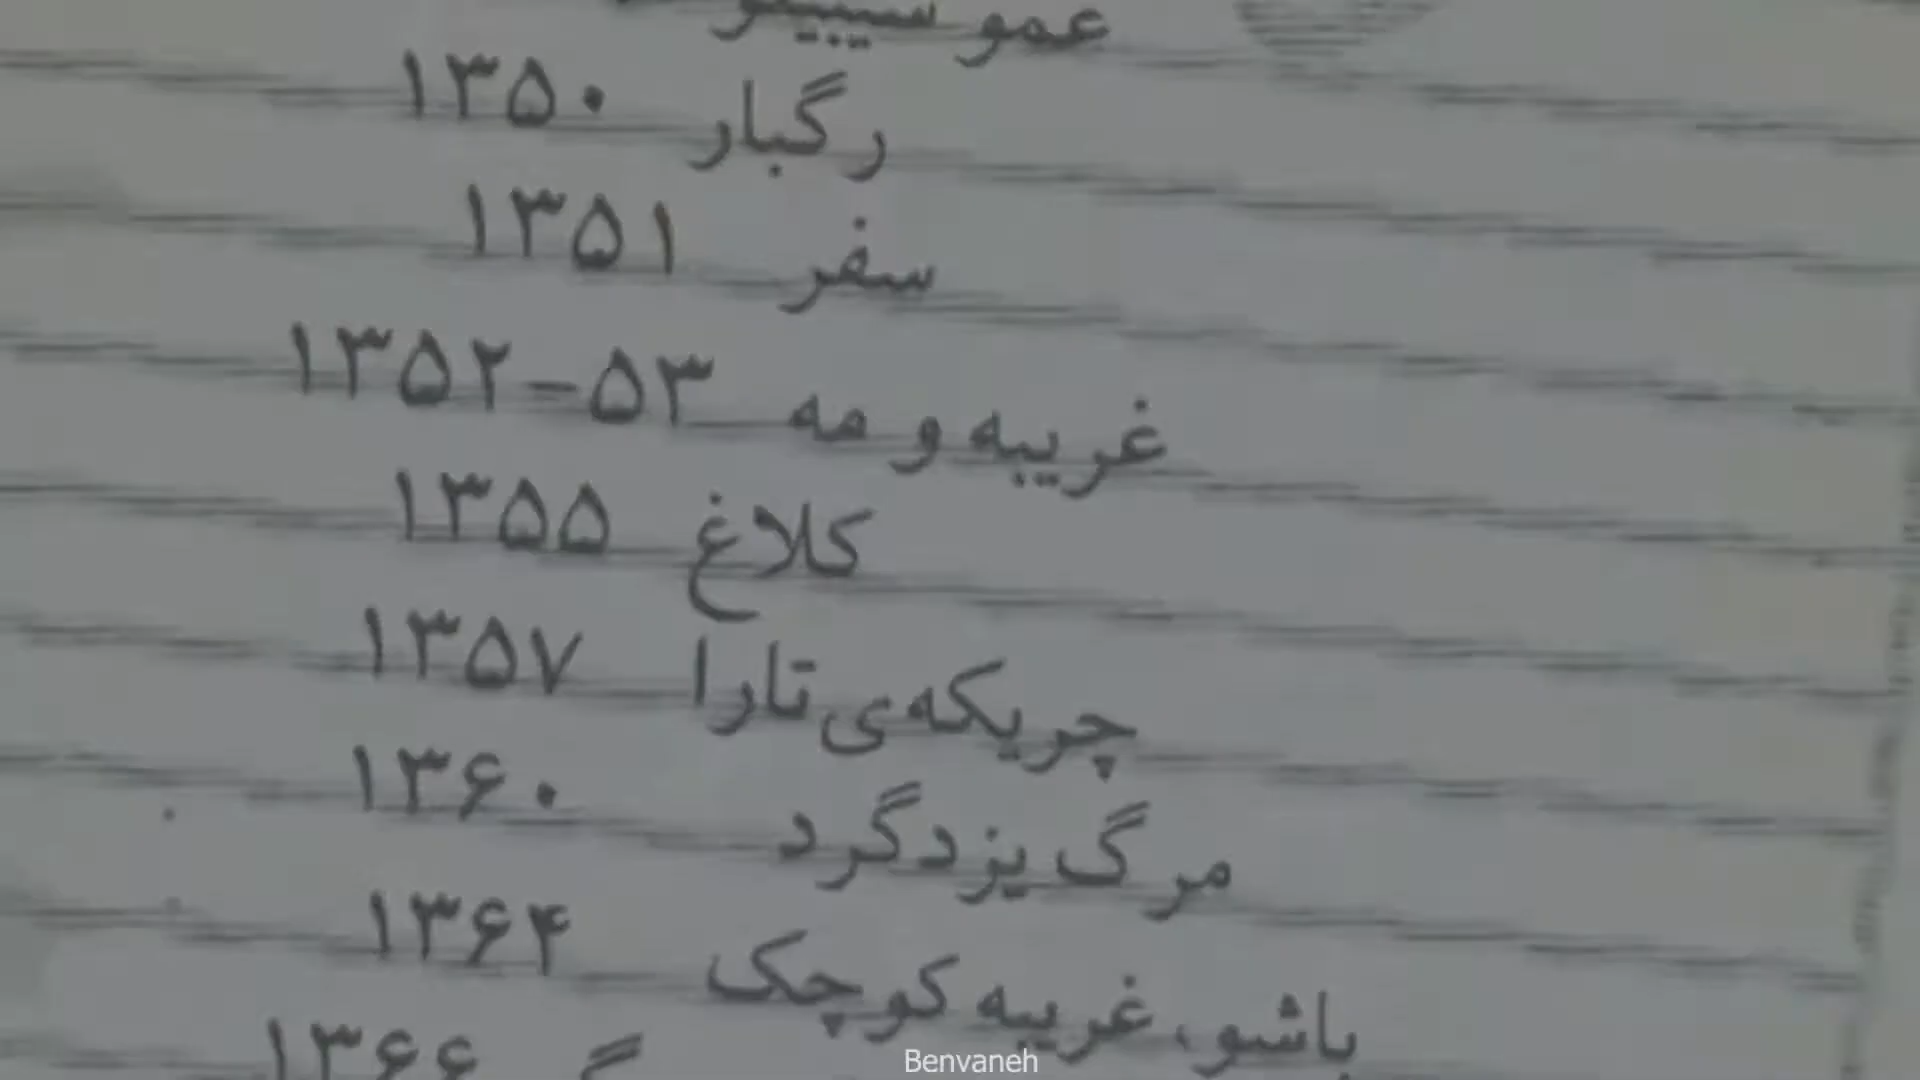 عمو سیبیلو
رگبار ۱۳۵۰
سفر ۱۳۵۱
غریبه و مه ۵۳-۱۳۵۲
کلاغ ۱۳۵۵
چریکه‌ی تارا ۱۳۵۷
مرگ یزدگرد ۱۳۶۰
باشو، غریبه کوچک ۱۳۶۴
۱۳۶۶
Benvaneh